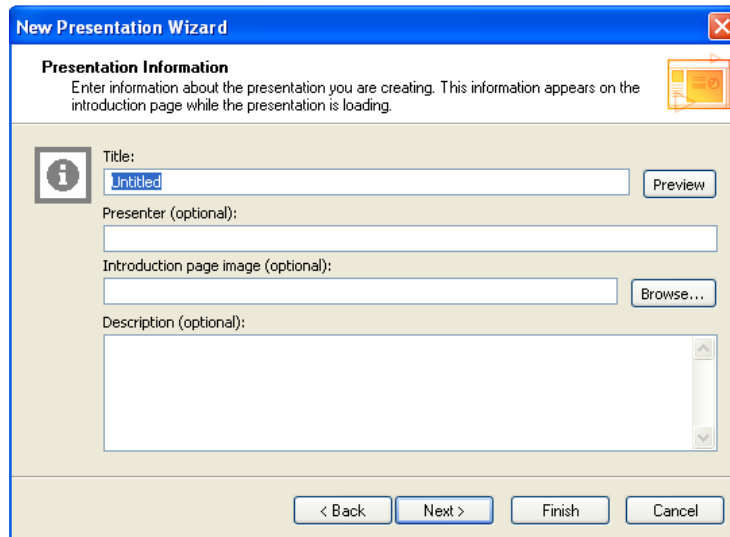 New Presentation Wizard
Presentation Information
Enter information about the presentation you are creating. This information appears on the
introduction page while the presentation is loading.
Title:
Untitled
Preview
Presenter (optional):
Introduction page image (optional):
Browse...
Description (optional):
< Back
Next >
Finish
Cancel